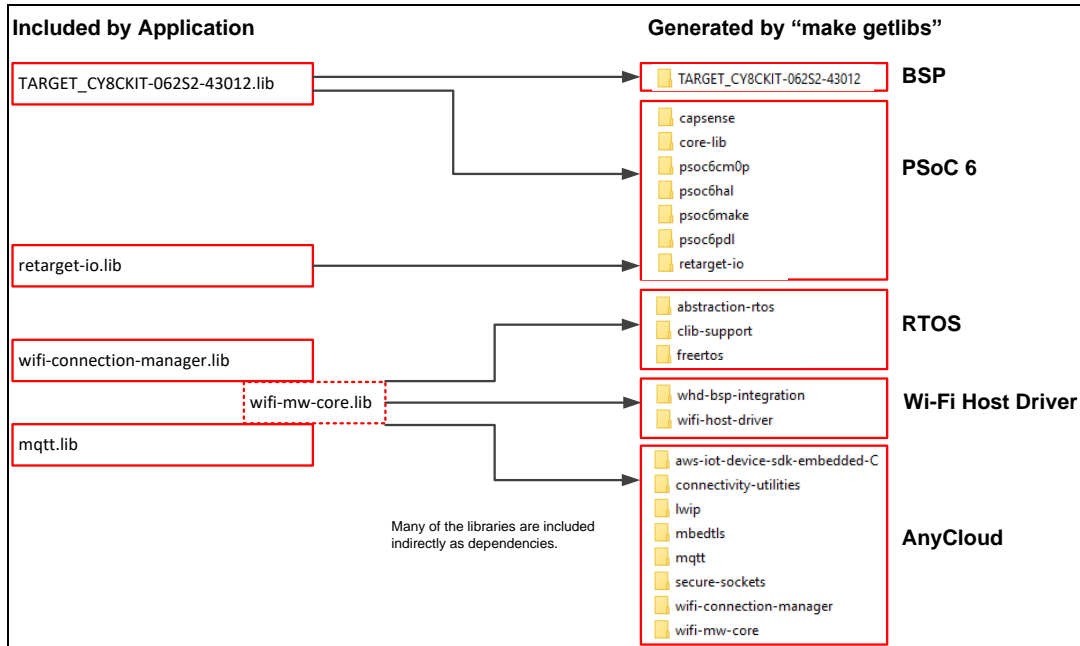 Included by Application
Generated by “make getlibs”
TARGET_CY8CKIT-062S2-43012.lib
TARGET_CY8CKIT-062S2-43012
BSP
capsense
core-lib
psoc6cm0p
psoc6hal
psoc6make
psoc6pdl
retarget-io
PSoC 6
retarget-io.lib
abstraction-rtos
clib-support
freertos
RTOS
wifi-connection-manager.lib
wifi-mw-core.lib
mqtt.lib
whd-bsp-integration
wifi-host-driver
Wi-Fi Host Driver
aws-iot-device-sdk-embedded-C
connectivity-utilities
lwip
mbedtls
mqtt
secure-sockets
wifi-connection-manager
wifi-mw-core
AnyCloud
Many of the libraries are included
indirectly as dependencies.